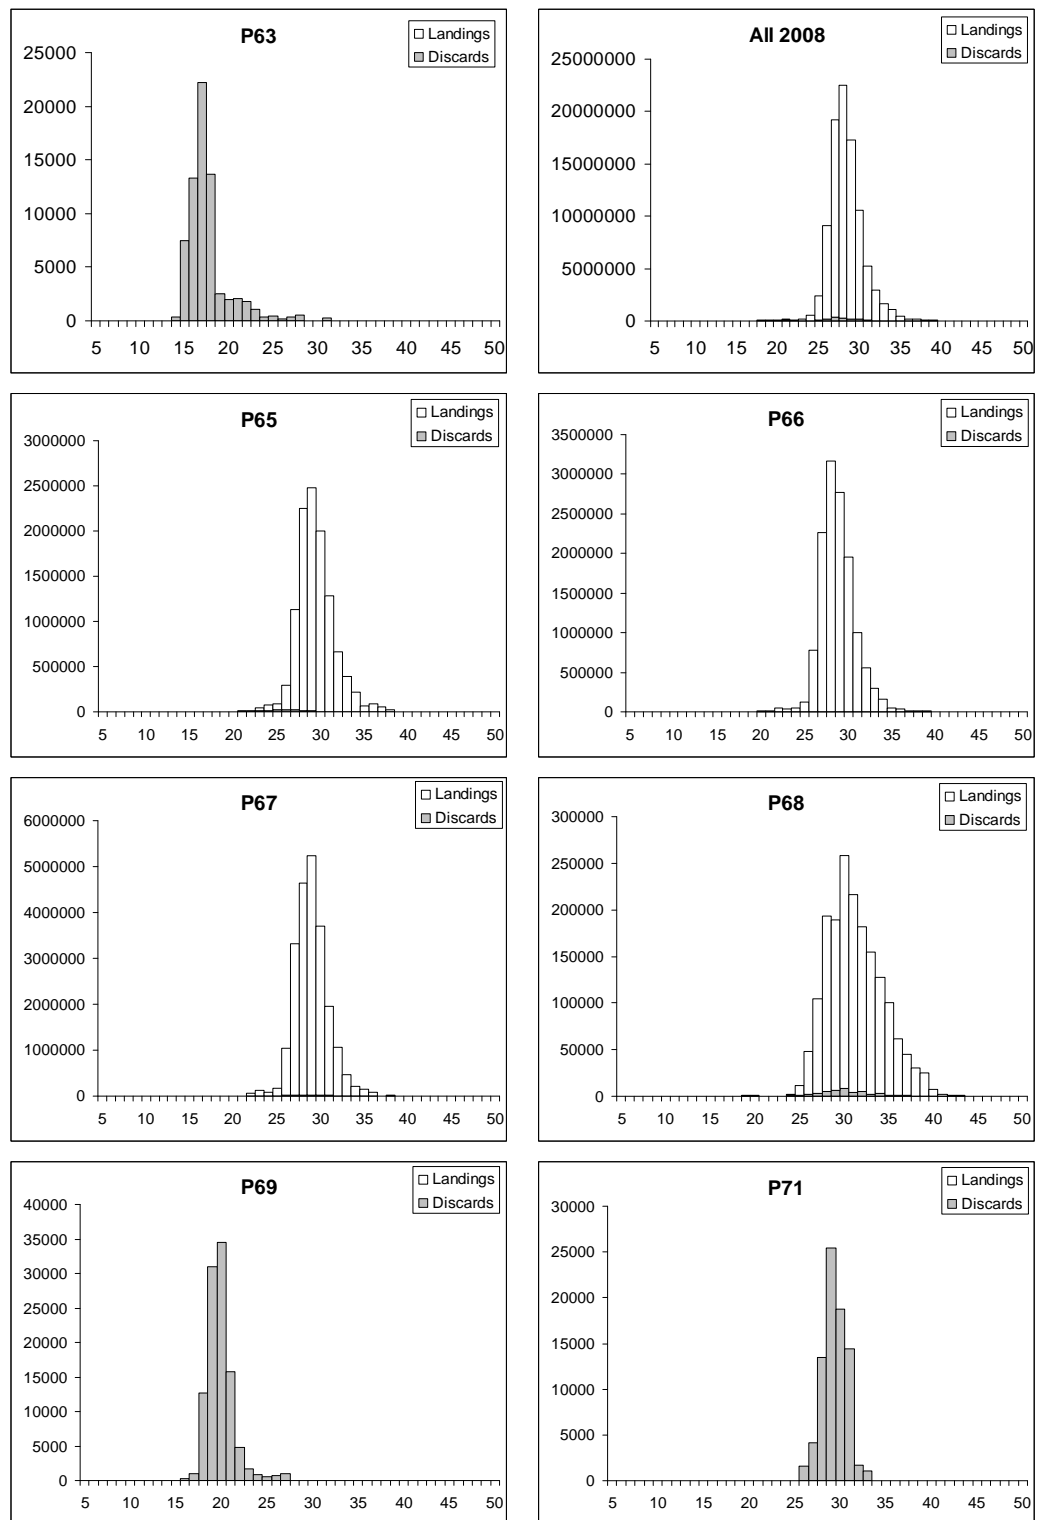 P63
Landings
Discards
25000
20000
15000
10000
5000
0
5 10 15 20 25 30 35 40 45 50
All 2008
Landings
Discards
25000000
20000000
15000000
10000000
5000000
0
5 10 15 20 25 30 35 40 45 50
P65
Landings
Discards
3000000
2500000
2000000
1500000
1000000
500000
0
5 10 15 20 25 30 35 40 45 50
P66
Landings
Discards
3500000
3000000
2500000
2000000
1500000
1000000
500000
0
5 10 15 20 25 30 35 40 45 50
P67
Landings
Discards
6000000
5000000
4000000
3000000
2000000
1000000
0
5 10 15 20 25 30 35 40 45 50
P68
Landings
Discards
300000
250000
200000
150000
100000
50000
0
5 10 15 20 25 30 35 40 45 50
P69
Landings
Discards
40000
35000
30000
25000
20000
15000
10000
5000
0
5 10 15 20 25 30 35 40 45 50
P71
Landings
Discards
30000
25000
20000
15000
10000
5000
0
5 10 15 20 25 30 35 40 45 50